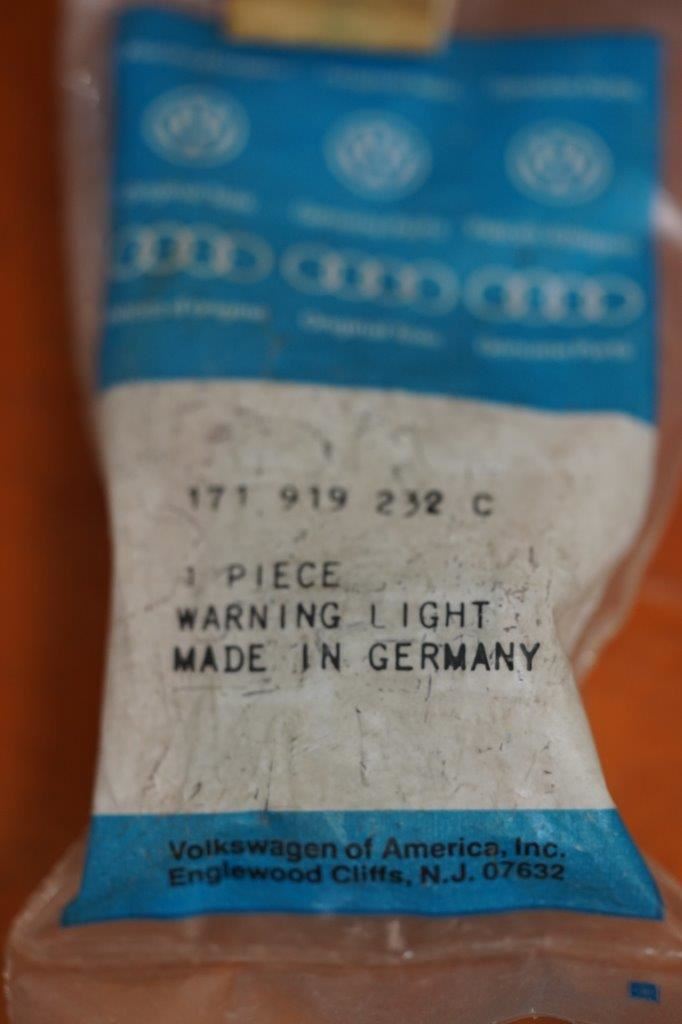 171 919 232 C
1 PIECE
WARNING LIGHT
MADE IN GERMANY
Volkswagen of America, Inc.
Englewood Cliffs, N.J. 07632